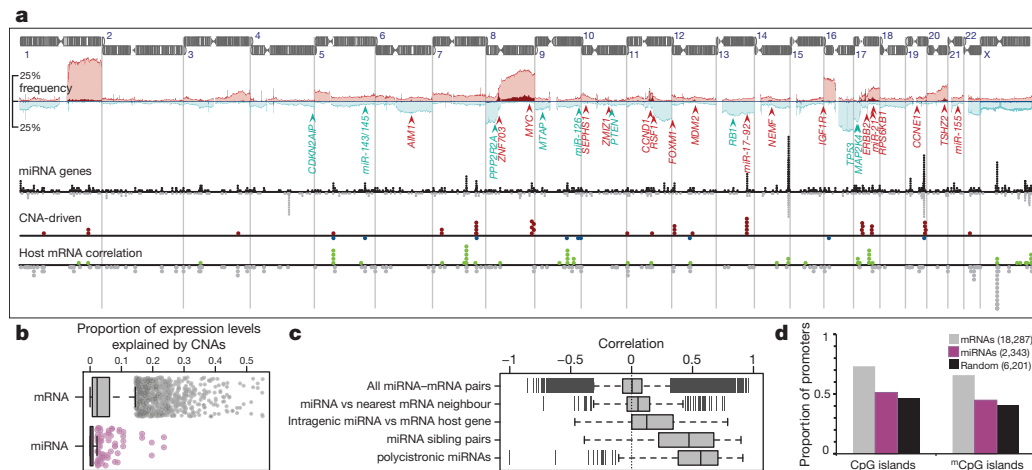 a
2 4 6 8 10 12 14 16 18 20 22
1 3 5 7 9 11 13 15 17 19 21 X
25%
frequency
25%
CDKN2AIP
miR-143/145
AIM1
PPP2R2A
ZNF703
MYC
MTAP
miR-126
SEPHS1
ZMIZ1
PTEN
CCND1
RSF1
FOXM1
MDM2
RB1
miR-17–92
NEMF
IGF1R
TP53
MAP2K4
ERBB2
miR-21
RPS6KB1
CCNE1
TSHZ2
miR-155
miRNA genes
CNA-driven
Host mRNA correlation
b
Proportion of expression levels
explained by CNAs
0 0.1 0.2 0.3 0.4 0.5
mRNA
miRNA
c
Correlation
–1 –0.5 0 0.5 1
All miRNA–mRNA pairs
miRNA vs nearest mRNA neighbour
Intragenic miRNA vs mRNA host gene
miRNA sibling pairs
polycistronic miRNAs
d
Proportion of promoters
1
0.5
0
mRNAs (18,287)
miRNAs (2,343)
Random (6,201)
CpG islands
mCpG islands